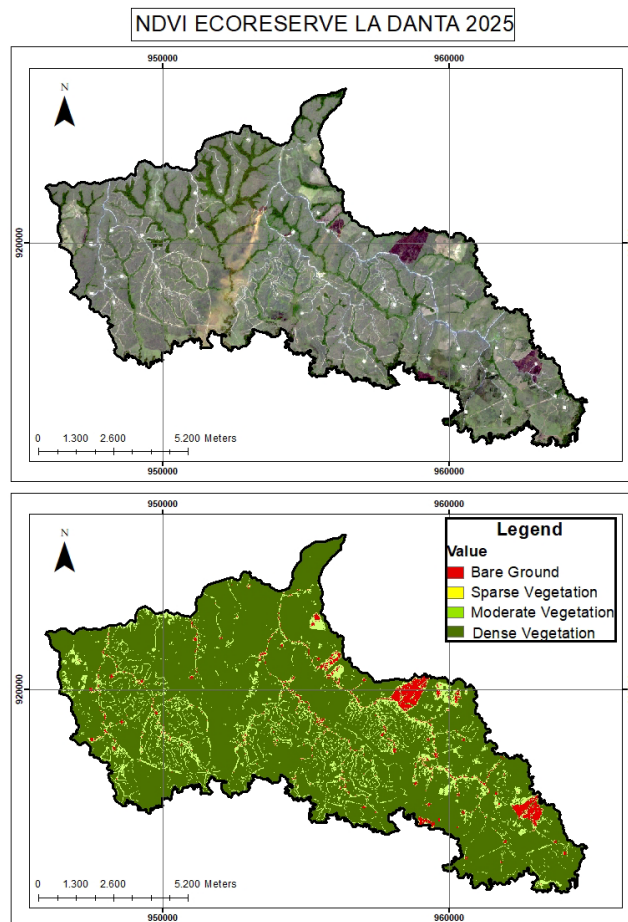 NDVI ECORESERVE LA DANTA 2025
950000 960000
N
920000
0 1.300 2.600 5.200 Meters
950000 960000
950000 960000
N
Legend
Value
Bare Ground
Sparse Vegetation
Moderate Vegetation
Dense Vegetation
920000
0 1.300 2.600 5.200 Meters
950000 960000